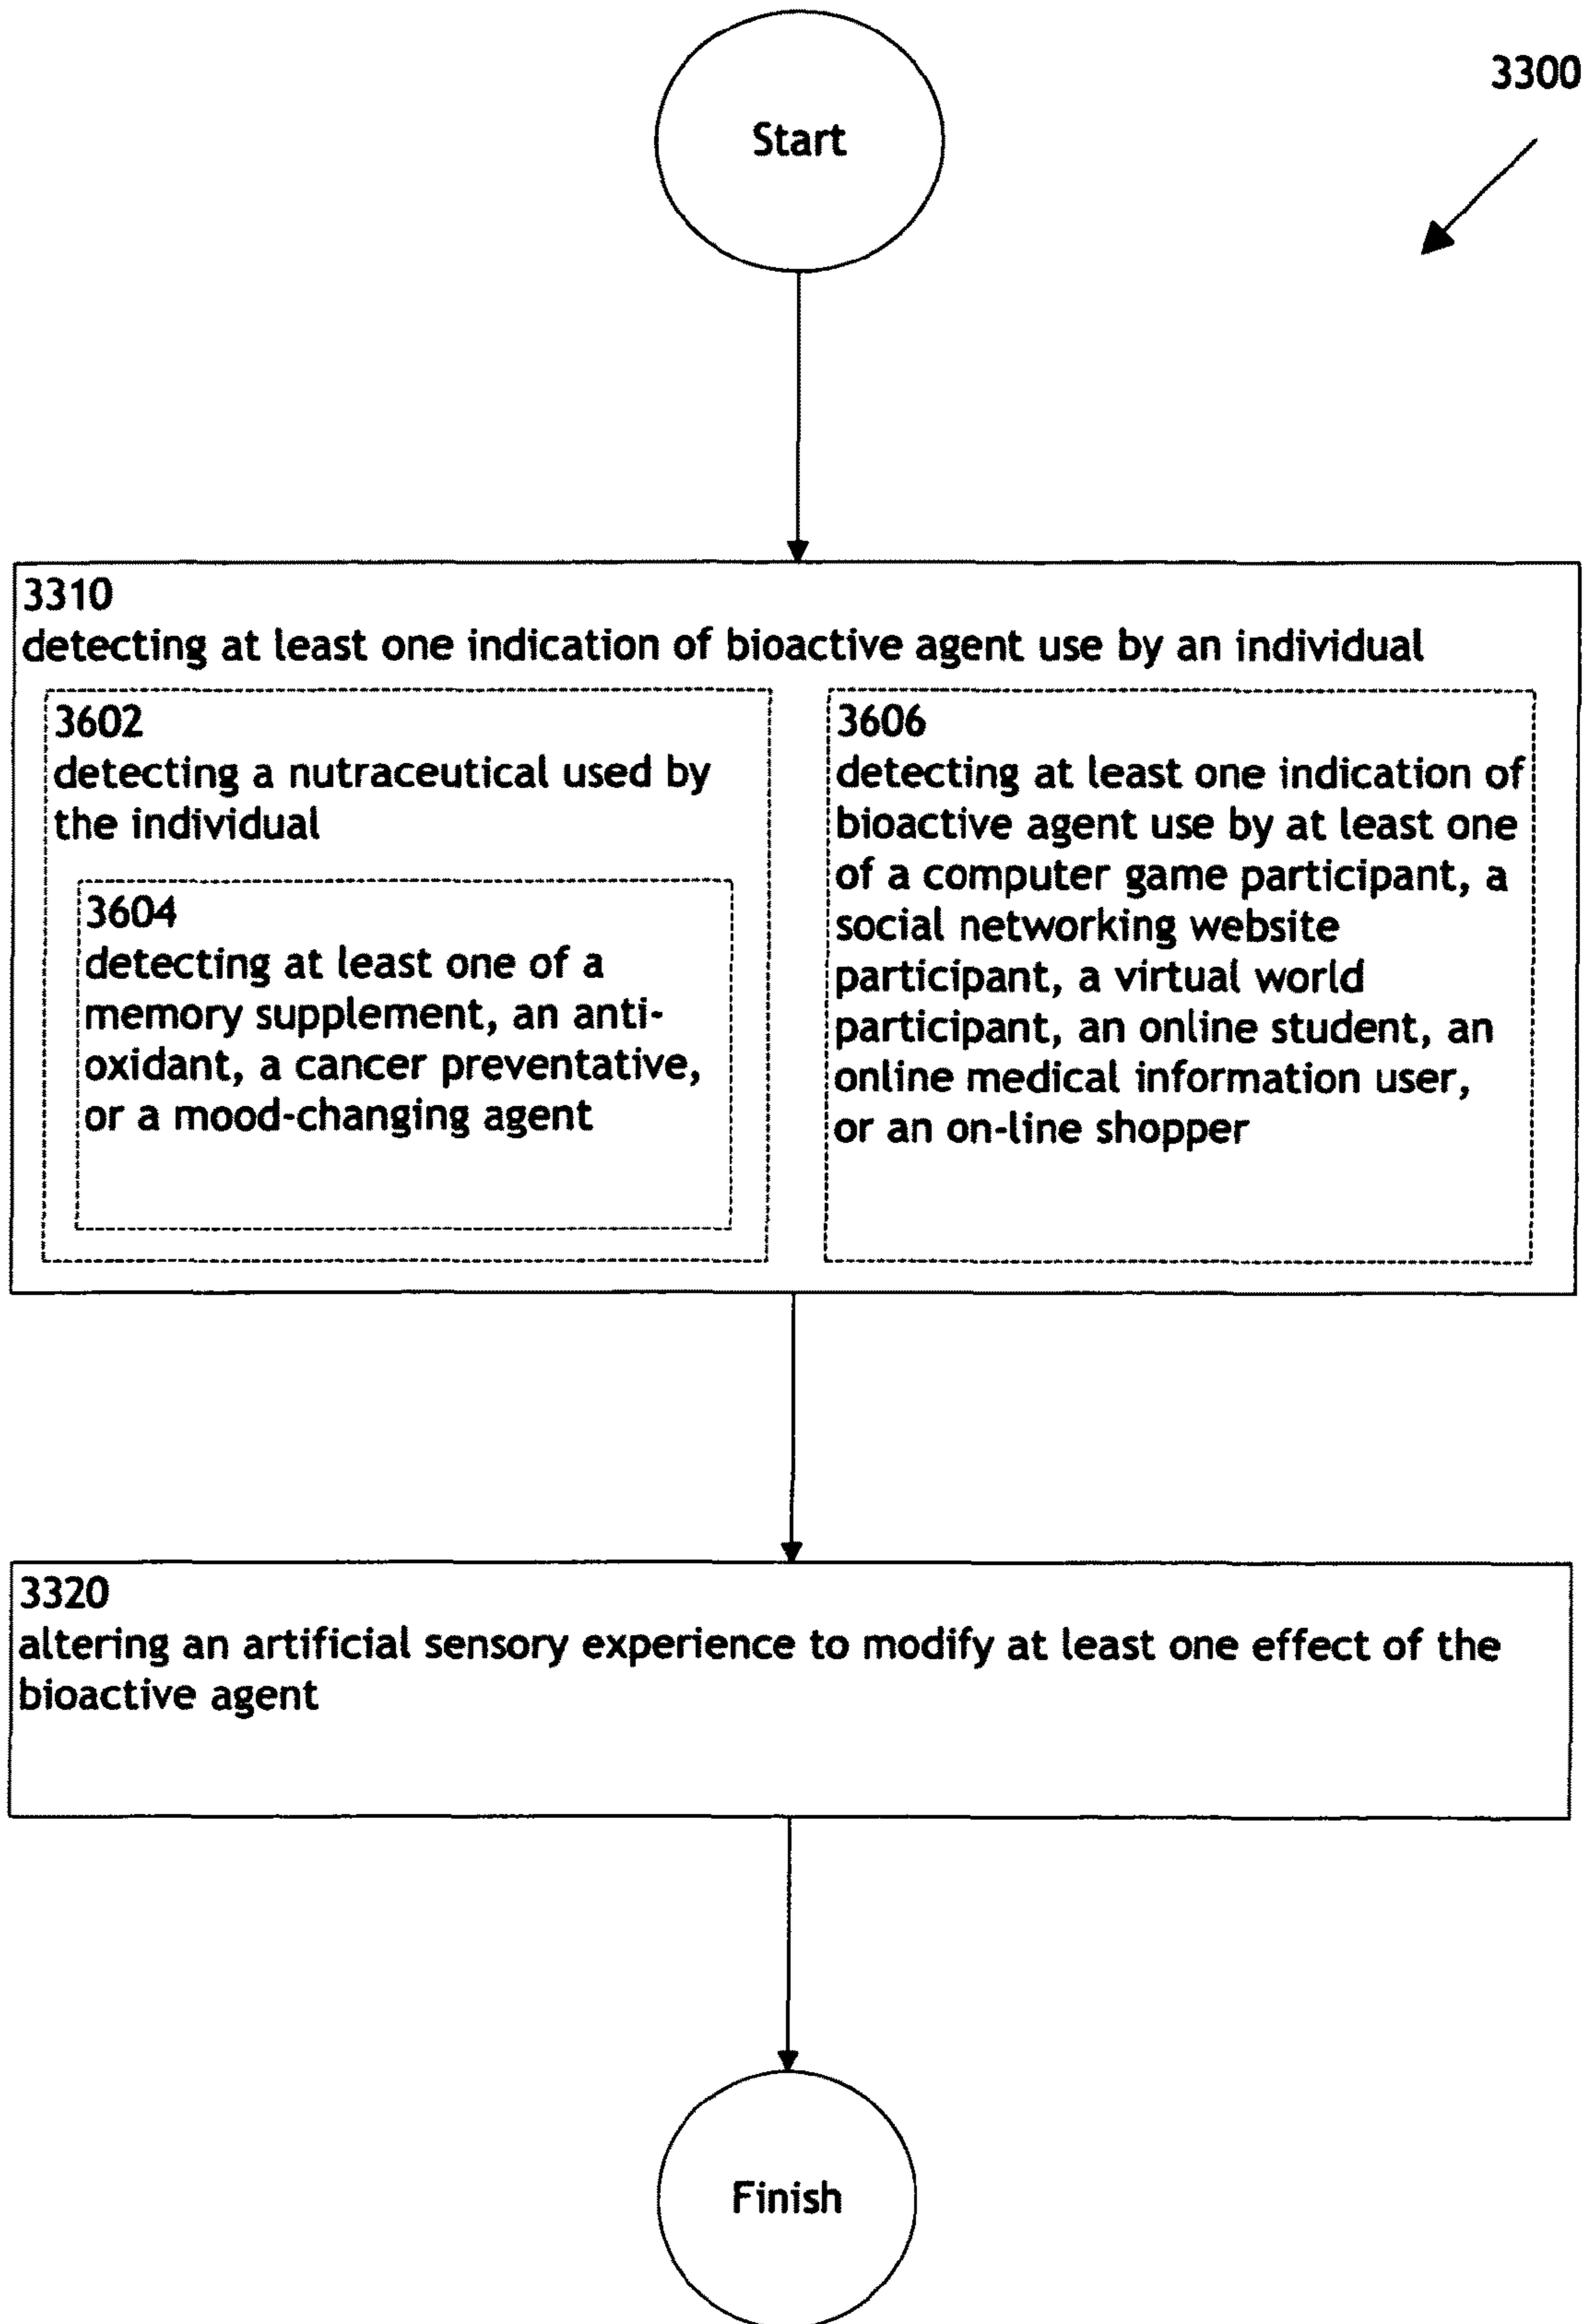 3300
Start
3310
detecting at least one indication of bioactive agent use by an individual
3602
detecting a nutraceutical used by
the individual
3604
detecting at least one of a
memory supplement, an anti-
oxidant, a cancer preventative,
or a mood-changing agent
3606
detecting at least one indication of
bioactive agent use by at least one
of a computer game participant, a
social networking website
participant, a virtual world
participant, an online student, an
online medical information user,
or an on-line shopper
3320
altering an artificial sensory experience to modify at least one effect of the
bioactive agent
Finish